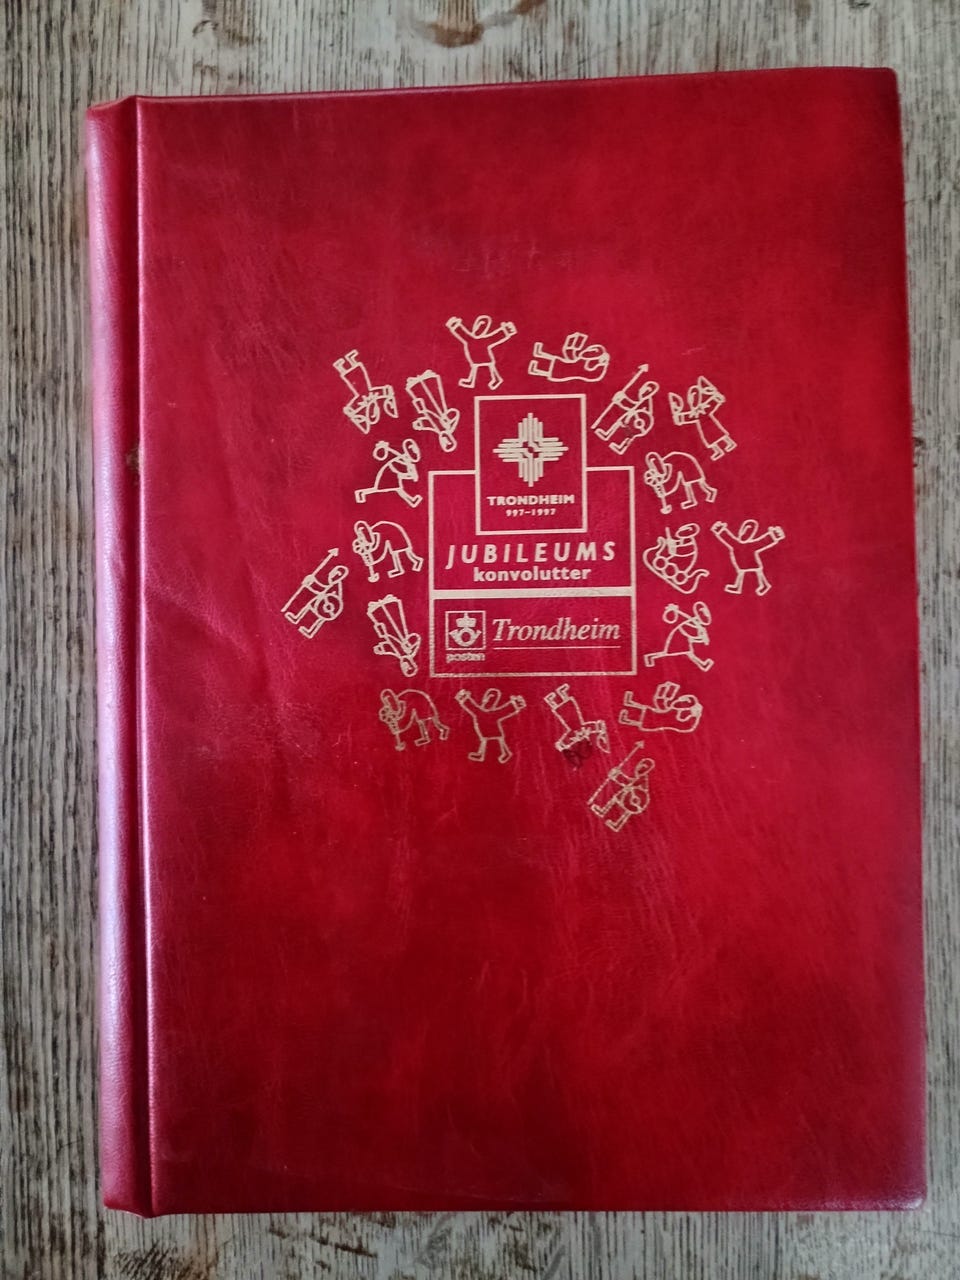 TRONDHEIM
997-1997
JUBILEUMS
konvolutter
posten
Trondheim